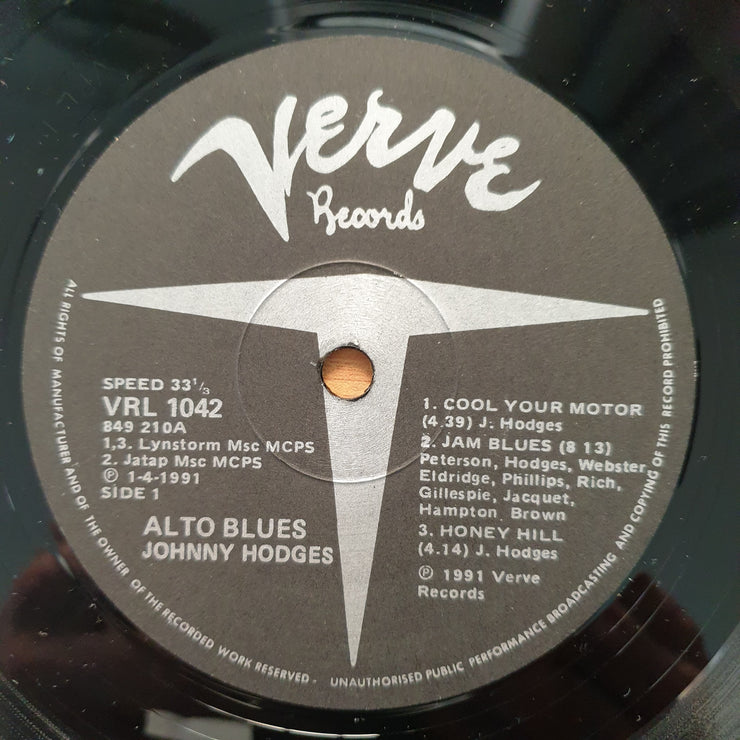 VERVE
Records
SPEED 33⅓
VRL 1042
849 210A
1,3. Lynstorm Msc MCPS
2. Jatap Msc MCPS
℗ 1-4-1991
SIDE 1
ALTO BLUES
JOHNNY HODGES
1. COOL YOUR MOTOR
(4.39) J. Hodges
2. JAM BLUES (8 13)
Peterson, Hodges, Webster,
Eldridge, Phillips, Rich,
Gillespie, Jacquet,
Hampton, Brown
3. HONEY HILL
(4.14) J. Hodges
℗ 1991 Verve
Records
ALL RIGHTS OF MANUFACTURER AND OF THE OWNER OF THE RECORDED WORK RESERVED - UNAUTHORISED PUBLIC PERFORMANCE BROADCASTING AND COPYING OF THIS RECORD PROHIBITED